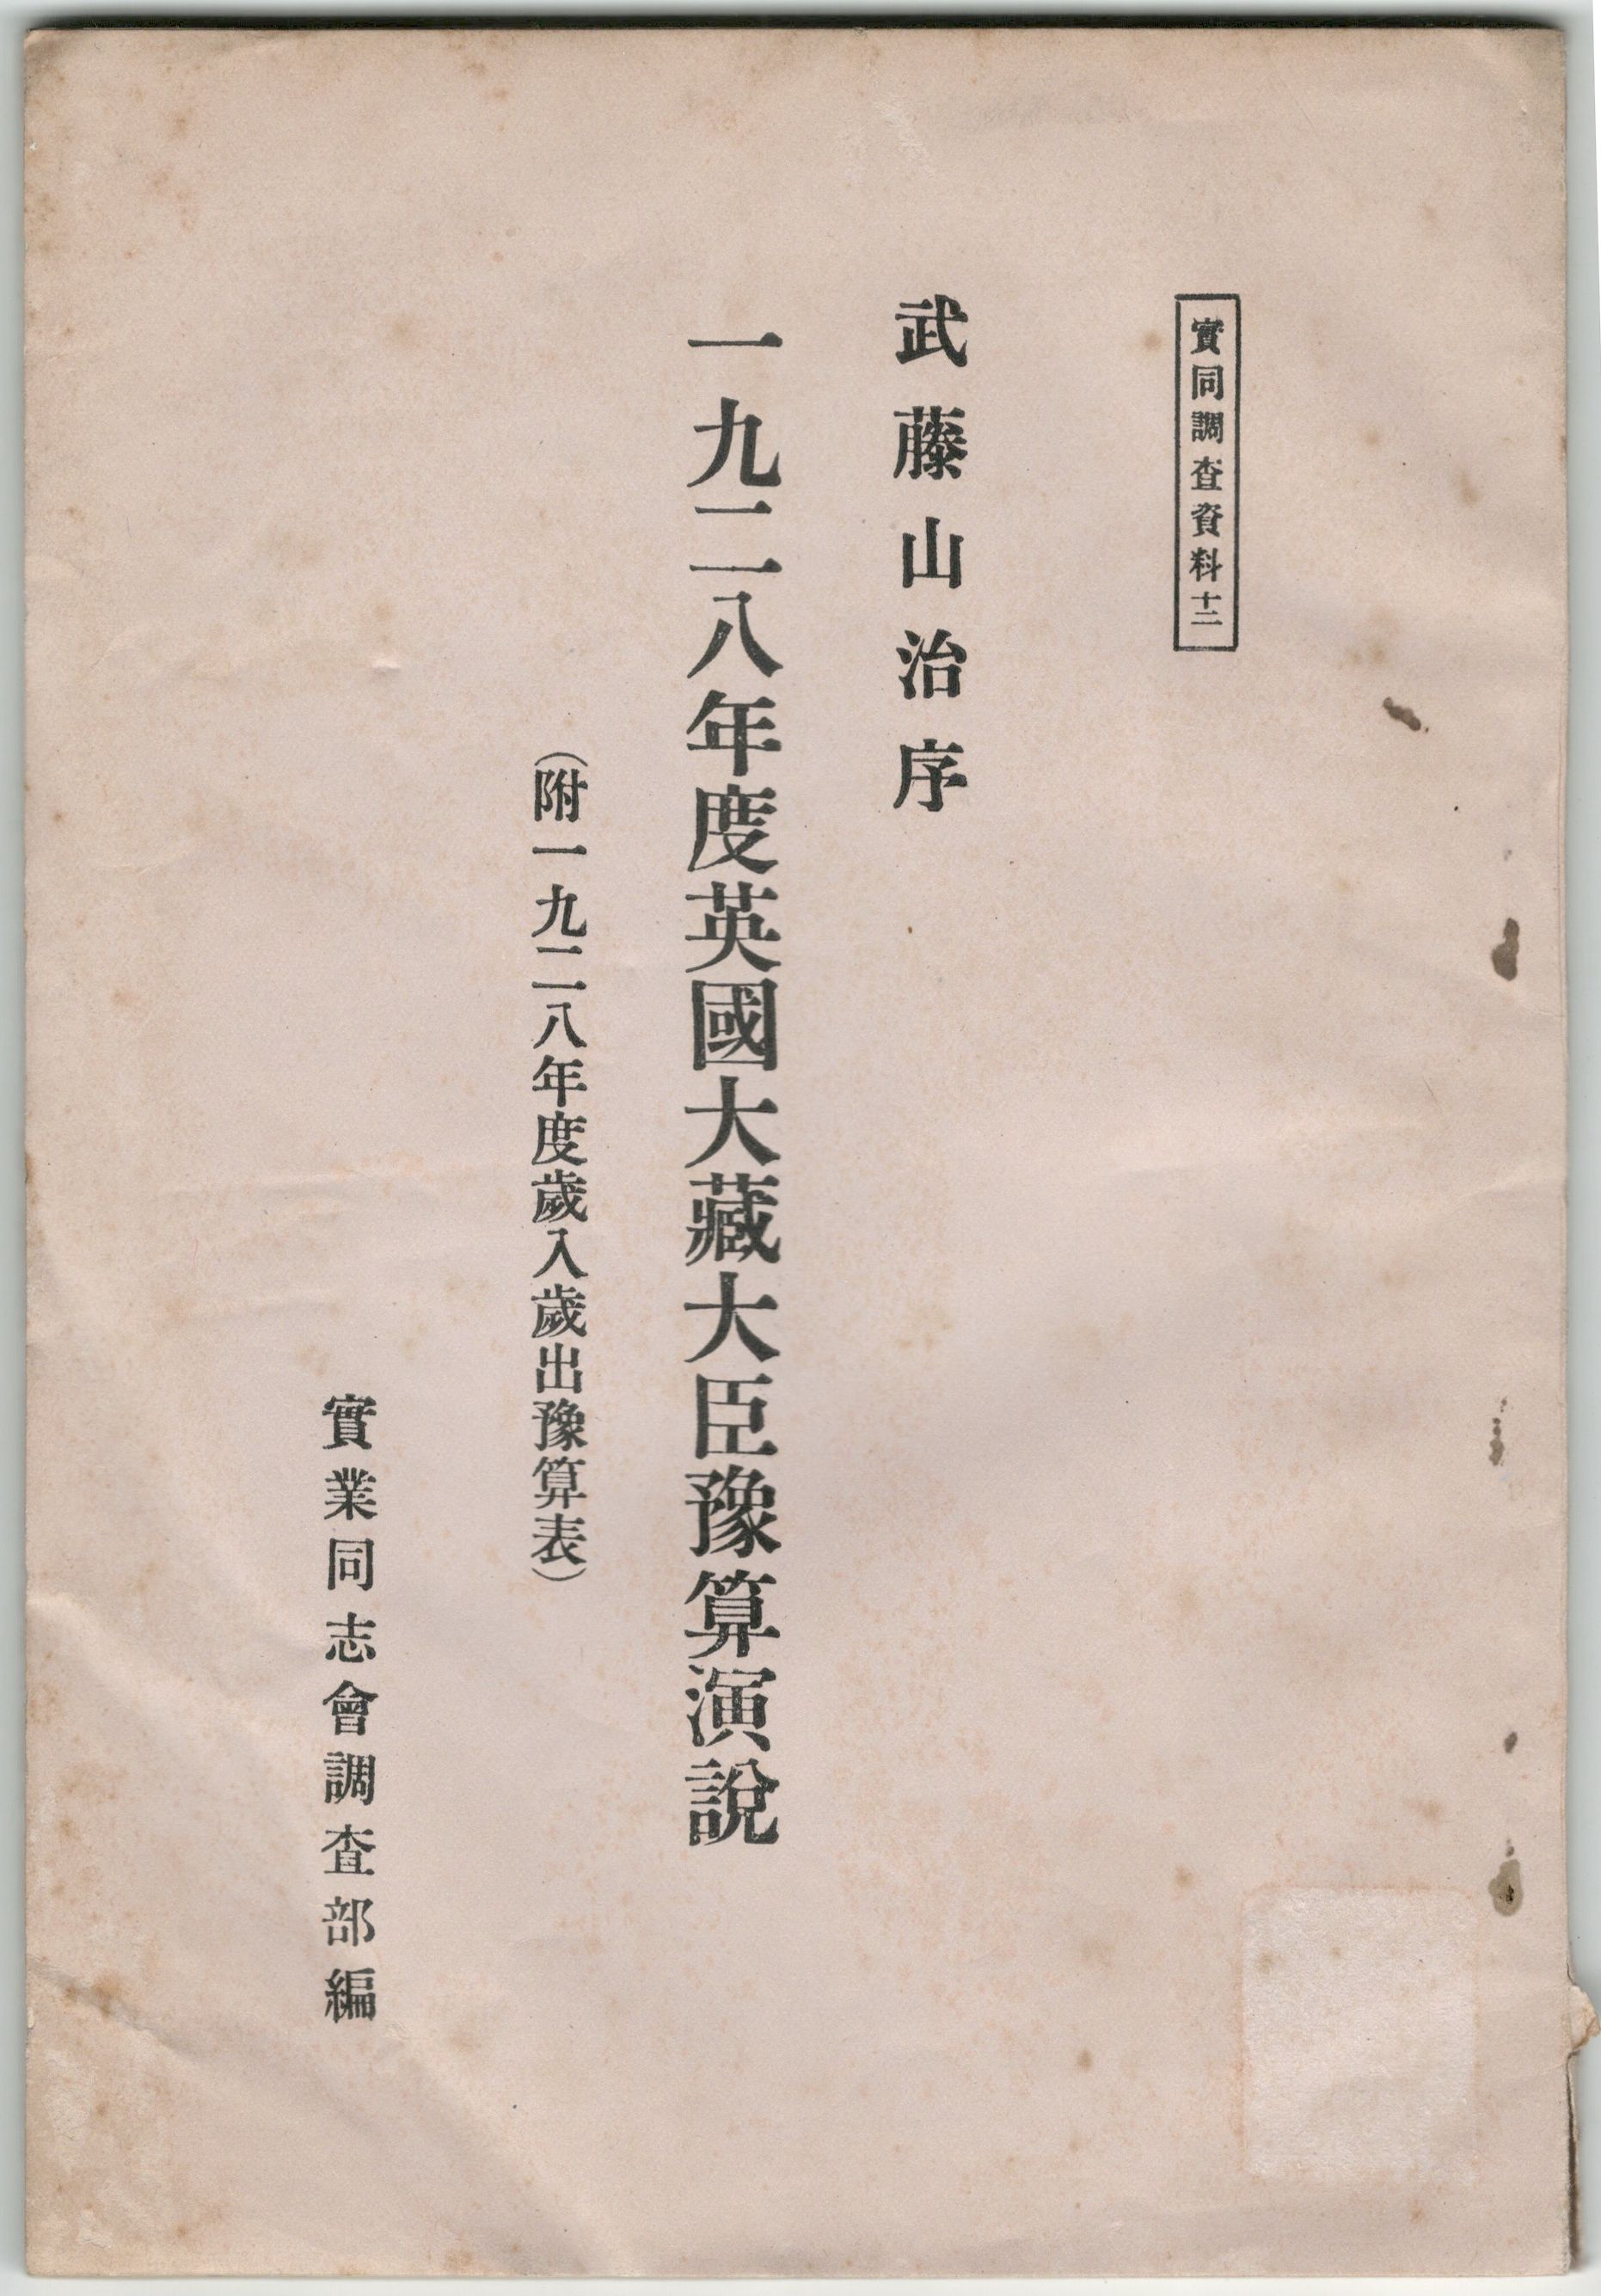 實同調査資料十二
武藤山治序
一九二八年度英國大藏大臣豫算演說
（附一九二八年度歲入歲出豫算表）
實業同志會調査部編